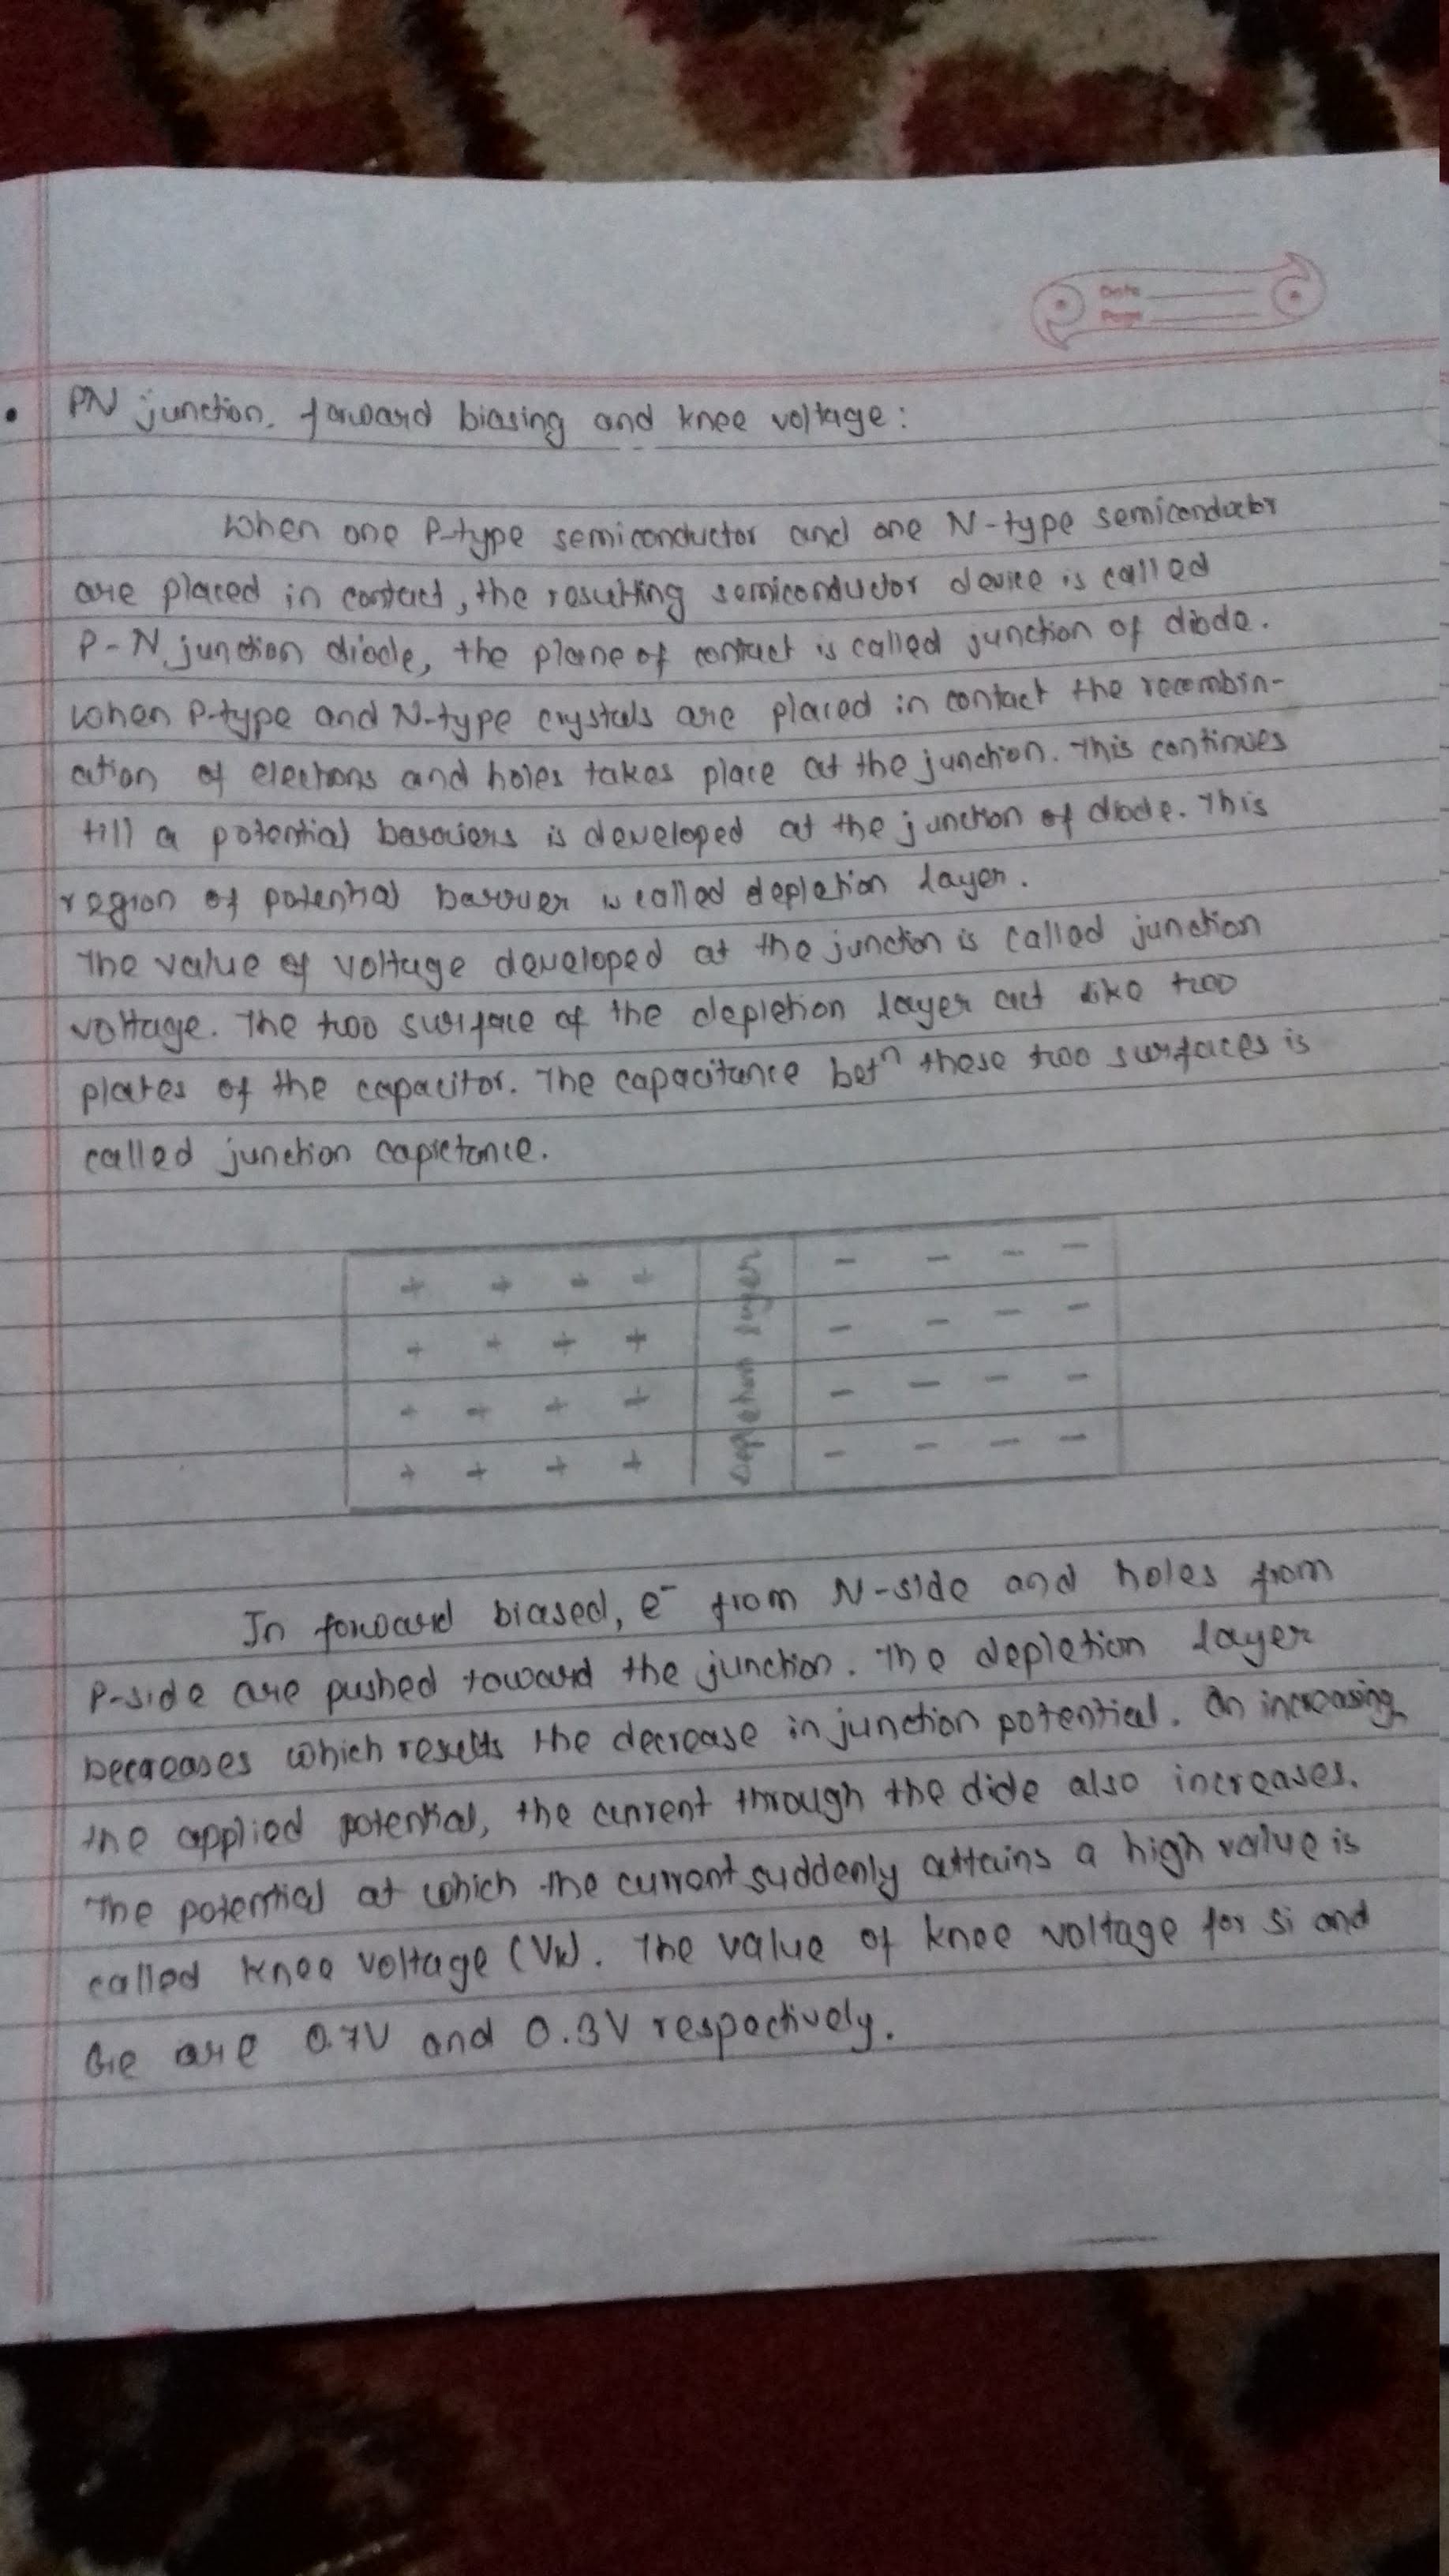 Date
Page
• PN junction, forward biasing and knee voltage:
When one P-type semiconductor and one N-type semiconductor
are placed in contact, the resulting semiconductor device is called
P-N junction diode, the plane of contact is called junction of diode.
When P-type and N-type crystals are placed in contact the recombin-
ation of electrons and holes takes place at the junction. This continues
till a potential barriers is developed at the junction of diode. This
region of potential barrier is called depletion layer.
The value of voltage developed at the junction is called junction
voltage. The two surface of the depletion layer act like two
plates of the capacitor. The capacitance betⁿ these two surfaces is
called junction capictance.
+ + + + - - - -
+ + + + - - - -
+ + + + - - - -
+ + + + - - - -
Depletion layer
In forward biased, e⁻ from N-side and holes from
P-side are pushed toward the junction. The depletion layer
Decreases which results the decrease in junction potential. On increasing
the applied potential, the current through the dide also increases.
The potential at which the current suddenly attains a high value is
called knee voltage (Vk). The value of knee voltage for Si and
Ge are 0.7V and 0.3V respectively.